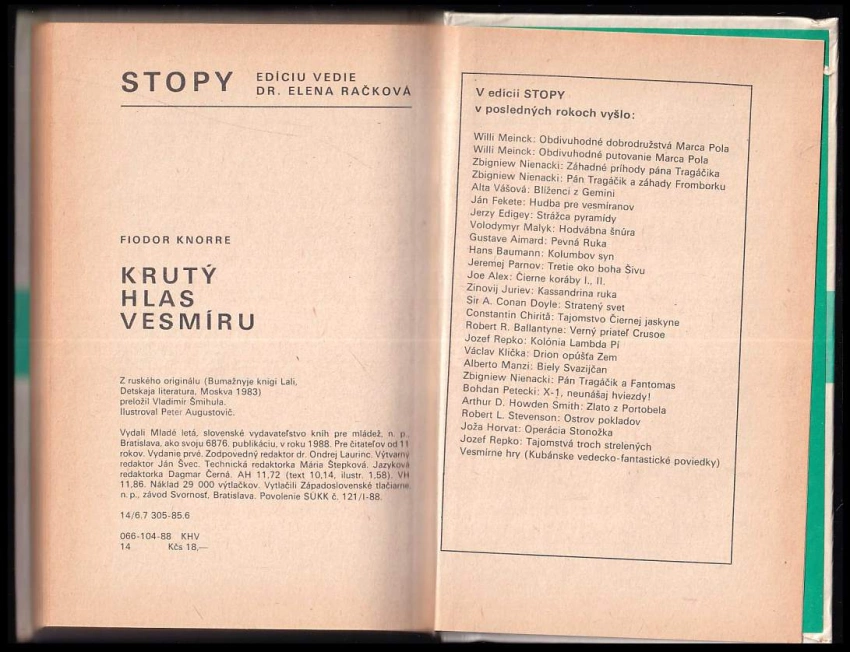 STOPY
EDÍCIU VEDIE
DR. ELENA RAČKOVÁ
FIODOR KNORRE
KRUTÝ
HLAS
VESMÍRU
Z ruského originálu (Bumažnyje knigi Lali,
Detskaja literatura, Moskva 1983)
preložil Vladimír Šmihula.
Ilustroval Peter Augustovič.
Vydali Mladé letá, slovenské vydavateľstvo kníh pre mládež, n. p.,
Bratislava, ako svoju 6876. publikáciu, v roku 1988. Pre čitateľov od 11
rokov. Vydanie prvé. Zodpovedný redaktor dr. Ondrej Laurinc. Výtvarný
redaktor Ján Švec. Technická redaktorka Mária Štepková. Jazyková
redaktorka Dagmar Černá. AH 11,72 (text 10,14, ilustr. 1,58). VH
11,86. Náklad 29 000 výtlačkov. Vytlačili Západoslovenské tlačiarne,
n. p., závod Svornosť, Bratislava. Povolenie SÚKK č. 121/I-88.
14/6.7 305-85.6
066-104-88 KHV
14 Kčs 18,—
V edícii STOPY
v posledných rokoch vyšlo:
Willi Meinck: Obdivuhodné dobrodružstvá Marca Pola
Willi Meinck: Obdivuhodné putovanie Marca Pola
Zbigniew Nienacki: Záhadné príhody pána Tragáčika
Zbigniew Nienacki: Pán Tragáčik a záhady Fromborku
Alta Vášová: Blíženci z Gemini
Ján Fekete: Hudba pre vesmíranov
Jerzy Edigey: Strážca pyramídy
Volodymyr Malyk: Hodvábna šnúra
Gustave Aimard: Pevná Ruka
Hans Baumann: Kolumbov syn
Jeremej Parnov: Tretie oko boha Šivu
Joe Alex: Čierne koráby I., II.
Zinovij Juriev: Kassandrina ruka
Sir A. Conan Doyle: Stratený svet
Constantin Chiriţă: Tajomstvo Čiernej jaskyne
Robert R. Ballantyne: Verný priateľ Crusoe
Jozef Repko: Kolónia Lambda Pí
Václav Klička: Drion opúšťa Zem
Alberto Manzi: Biely Svazijčan
Zbigniew Nienacki: Pán Tragáčik a Fantomas
Bohdan Petecki: X-1, neunášaj hviezdy!
Arthur D. Howden Smith: Zlato z Portobela
Robert L. Stevenson: Ostrov pokladov
Joža Horvat: Operácia Stonožka
Jozef Repko: Tajomstvá troch strelených
Vesmírne hry (Kubánske vedecko-fantastické poviedky)